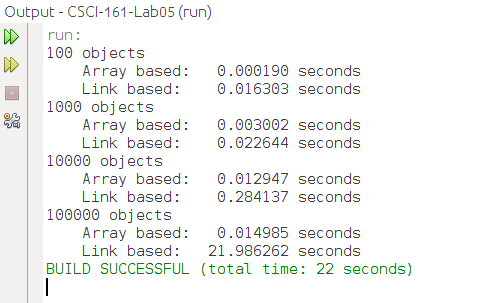 Output - CSCI-161-Lab05 (run)
run:
100 objects
Array based: 0.000190 seconds
Link based: 0.016303 seconds
1000 objects
Array based: 0.003002 seconds
Link based: 0.022644 seconds
10000 objects
Array based: 0.012947 seconds
Link based: 0.284137 seconds
100000 objects
Array based: 0.014985 seconds
Link based: 21.986262 seconds
BUILD SUCCESSFUL (total time: 22 seconds)